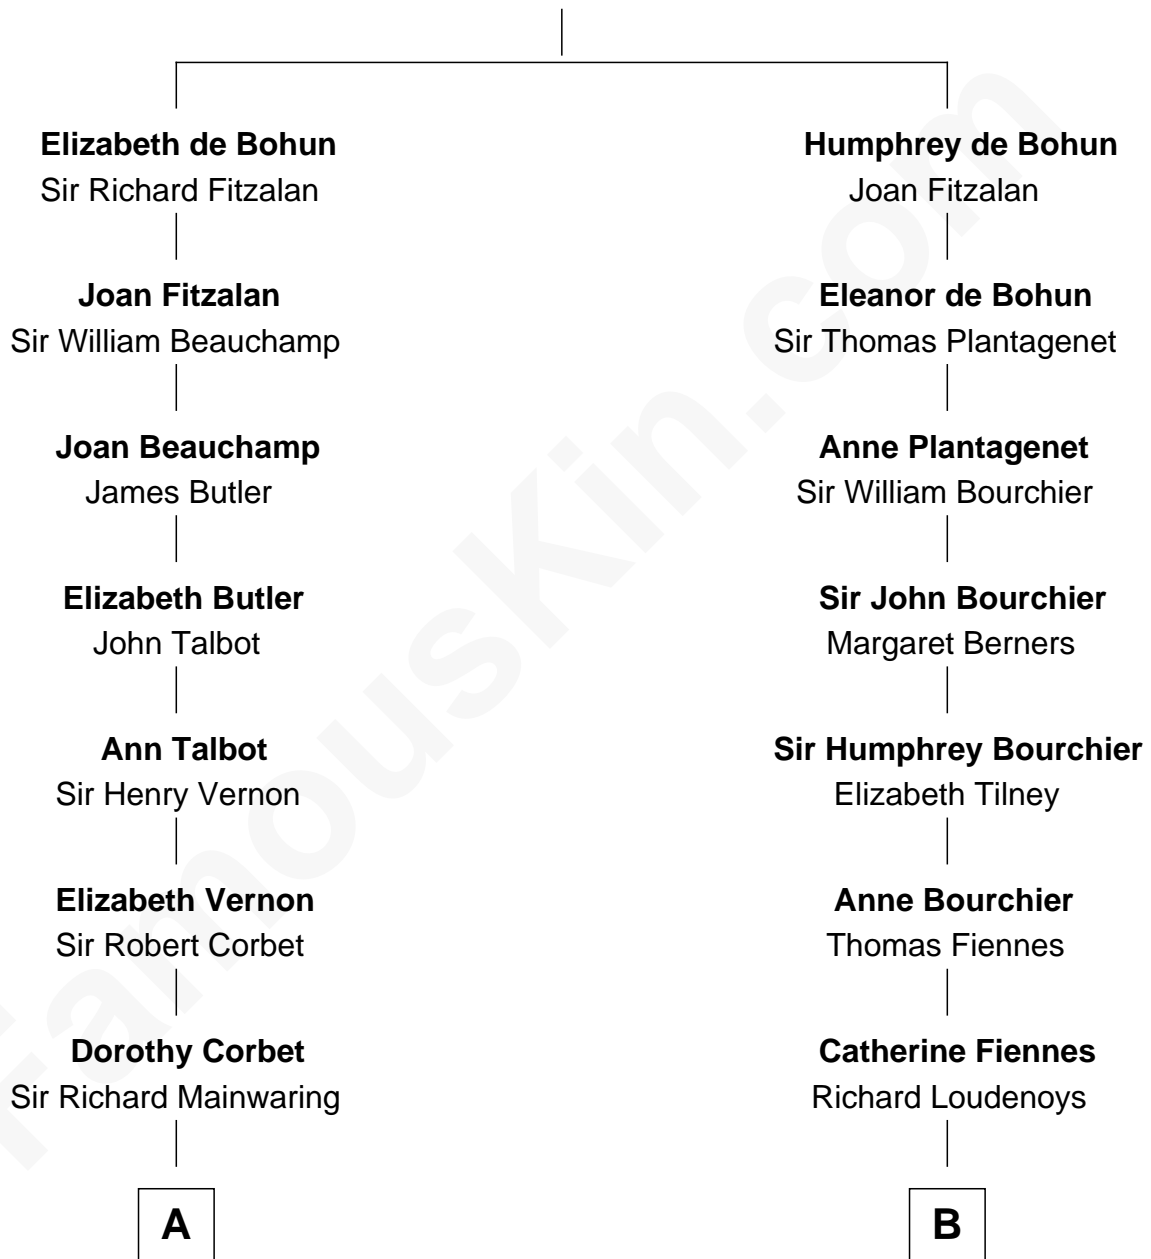 Elizabeth de Bohun
Sir Richard Fitzalan
Humphrey de Bohun
Joan Fitzalan
Joan Fitzalan
Sir William Beauchamp
Eleanor de Bohun
Sir Thomas Plantagenet
Joan Beauchamp
James Butler
Anne Plantagenet
Sir William Bourchier
Elizabeth Butler
John Talbot
Sir John Bourchier
Margaret Berners
Ann Talbot
Sir Henry Vernon
Sir Humphrey Bourchier
Elizabeth Tilney
Elizabeth Vernon
Sir Robert Corbet
Anne Bourchier
Thomas Fiennes
Dorothy Corbet
Sir Richard Mainwaring
Catherine Fiennes
Richard Loudenoys
A
B
FamousKin.com